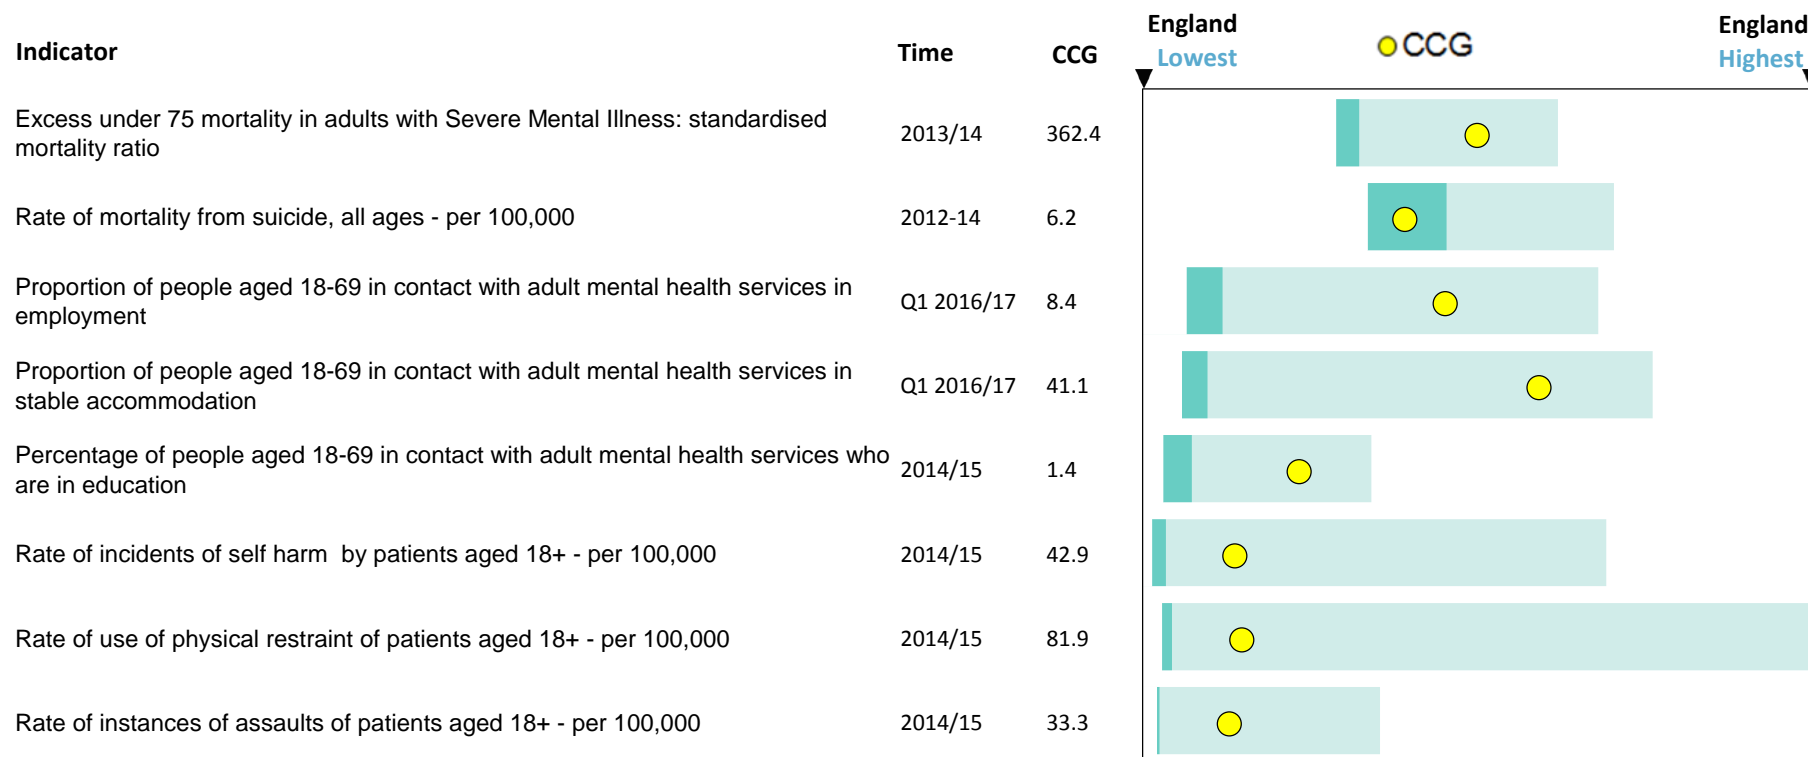 England
England
Indicator Time CCG Lowest CCG Highest
Excess under 75 mortality in adults with Severe Mental Illness: standardised
mortality ratio
2013/14 362.4
Rate of mortality from suicide, all ages - per 100,000 2012-14 6.2
Proportion of people aged 18-69 in contact with adult mental health services in
employment
Q1 2016/17 8.4
Proportion of people aged 18-69 in contact with adult mental health services in
stable accommodation
Q1 2016/17 41.1
Percentage of people aged 18-69 in contact with adult mental health services who
are in education
2014/15 1.4
Rate of incidents of self harm  by patients aged 18+ - per 100,000 2014/15 42.9
Rate of use of physical restraint of patients aged 18+ - per 100,000 2014/15 81.9
Rate of instances of assaults of patients aged 18+ - per 100,000 2014/15 33.3